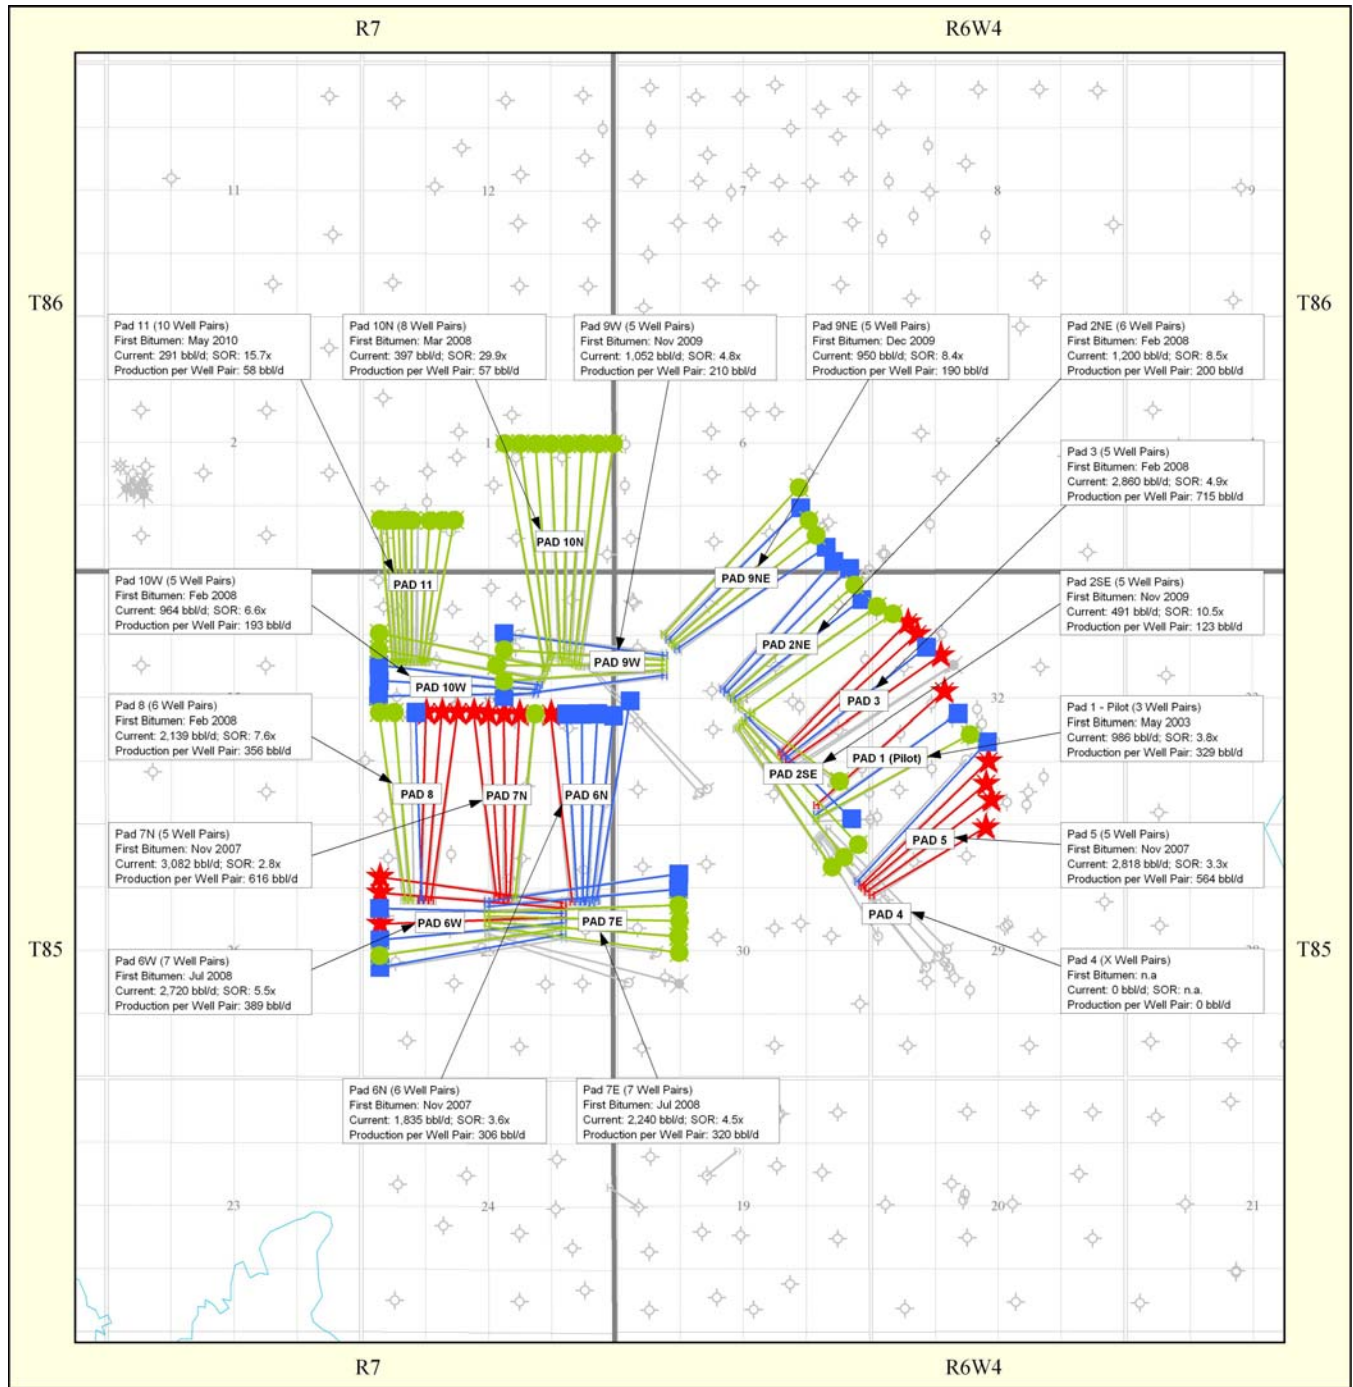 R7 R6W4
11 12 7 8 9
T86 T86
Pad 11 (10 Well Pairs)
First Bitumen: May 2010
Current: 291 bbl/d; SOR: 15.7x
Production per Well Pair: 58 bbl/d
Pad 10N (8 Well Pairs)
First Bitumen: Mar 2008
Current: 397 bbl/d; SOR: 29.9x
Production per Well Pair: 57 bbl/d
Pad 9W (5 Well Pairs)
First Bitumen: Nov 2009
Current: 1,052 bbl/d; SOR: 4.8x
Production per Well Pair: 210 bbl/d
Pad 9NE (5 Well Pairs)
First Bitumen: Dec 2009
Current: 950 bbl/d; SOR: 8.4x
Production per Well Pair: 190 bbl/d
Pad 2NE (6 Well Pairs)
First Bitumen: Feb 2008
Current: 1,200 bbl/d; SOR: 8.5x
Production per Well Pair: 200 bbl/d
2 1 6 5
Pad 3 (5 Well Pairs)
First Bitumen: Feb 2008
Current: 2,860 bbl/d; SOR: 4.9x
Production per Well Pair: 715 bbl/d
PAD 10N
PAD 11
PAD 9NE
Pad 10W (5 Well Pairs)
First Bitumen: Feb 2008
Current: 964 bbl/d; SOR: 6.6x
Production per Well Pair: 193 bbl/d
Pad 2SE (5 Well Pairs)
First Bitumen: Nov 2009
Current: 491 bbl/d; SOR: 10.5x
Production per Well Pair: 123 bbl/d
PAD 2NE
PAD 9W
PAD 10W
PAD 3
32
Pad 8 (6 Well Pairs)
First Bitumen: Feb 2008
Current: 2,139 bbl/d; SOR: 7.6x
Production per Well Pair: 356 bbl/d
Pad 1 - Pilot (3 Well Pairs)
First Bitumen: May 2003
Current: 986 bbl/d; SOR: 3.8x
Production per Well Pair: 329 bbl/d
PAD 1 (Pilot)
PAD 2SE
PAD 8
PAD 7N
PAD 6N
Pad 7N (5 Well Pairs)
First Bitumen: Nov 2007
Current: 3,082 bbl/d; SOR: 2.8x
Production per Well Pair: 616 bbl/d
PAD 5
Pad 5 (5 Well Pairs)
First Bitumen: Nov 2007
Current: 2,818 bbl/d; SOR: 3.3x
Production per Well Pair: 564 bbl/d
PAD 4
PAD 6W
PAD 7E
T85 30 29 T85
Pad 6W (7 Well Pairs)
First Bitumen: Jul 2008
Current: 2,720 bbl/d; SOR: 5.5x
Production per Well Pair: 389 bbl/d
Pad 4 (X Well Pairs)
First Bitumen: n.a
Current: 0 bbl/d; SOR: n.a.
Production per Well Pair: 0 bbl/d
Pad 6N (6 Well Pairs)
First Bitumen: Nov 2007
Current: 1,835 bbl/d; SOR: 3.6x
Production per Well Pair: 306 bbl/d
Pad 7E (7 Well Pairs)
First Bitumen: Jul 2008
Current: 2,240 bbl/d; SOR: 4.5x
Production per Well Pair: 320 bbl/d
23 24 19 20 21
R7 R6W4